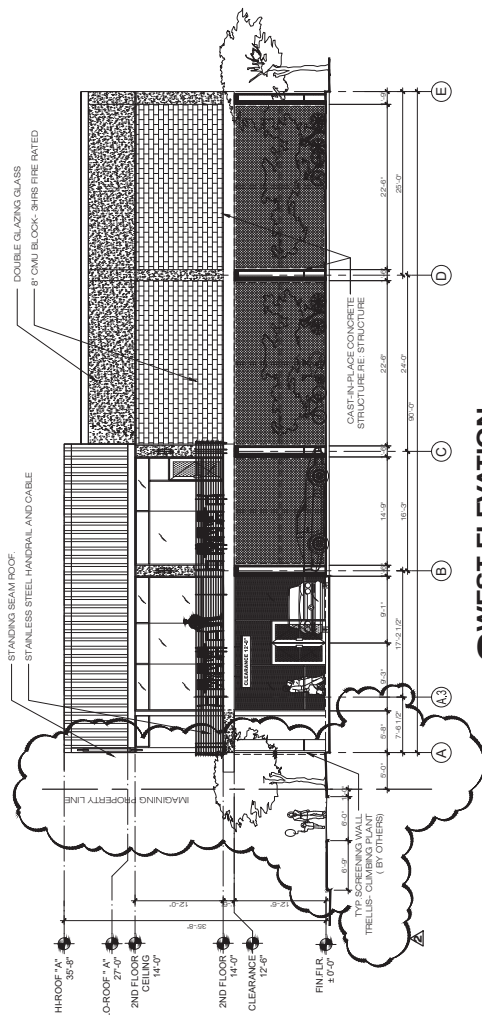 DOUBLE GLAZING GLASS
8" CMU BLOCK- 3HRS FIRE RATED
STANDING SEAM ROOF.
STAINLESS STEEL HANDRAIL AND CABLE
IMAGINING PROPERTY LINE
HI-ROOF "A"
35'-8"
LO-ROOF "A"
27'-0"
2ND FLOOR
CEILING
14'-0"
2ND FLOOR
14'-0"
CLEARANCE
12'-6"
FIN.FLR.
± 0'-0"
35'-8"
12'-0"
12'-6"
CLEARANCE 12'-6"
TYP.SCREENING WALL
TRELLIS- CLIMBING PLANT
( BY OTHERS)
CAST-IN-PLACE CONCRETE
STRUCTURE.RE: STRUCTURE
6'-9"
6'-0"
5'-0"
5'-8"
9'-3"
9'-1"
14'-9"
22'-6"
22'-6"
7'-6 1/2"
17'-2 1/2"
16'-3"
24'-0"
25'-0"
90'-0"
A
A.3
B
C
D
E
2
WEST ELEVATION